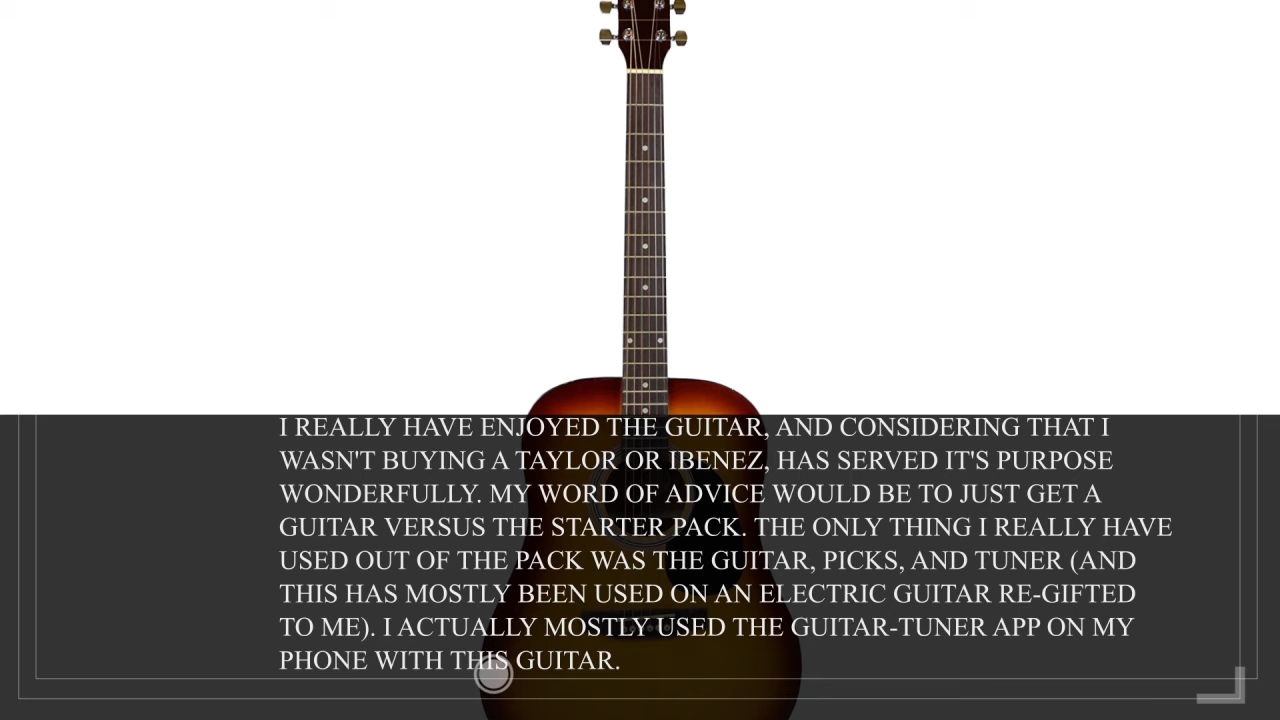 I REALLY HAVE ENJOYED THE GUITAR, AND CONSIDERING THAT I
WASN'T BUYING A TAYLOR OR IBENEZ, HAS SERVED IT'S PURPOSE
WONDERFULLY. MY WORD OF ADVICE WOULD BE TO JUST GET A
GUITAR VERSUS THE STARTER PACK. THE ONLY THING I REALLY HAVE
USED OUT OF THE PACK WAS THE GUITAR, PICKS, AND TUNER (AND
THIS HAS MOSTLY BEEN USED ON AN ELECTRIC GUITAR RE-GIFTED
TO ME). I ACTUALLY MOSTLY USED THE GUITAR-TUNER APP ON MY
PHONE WITH THIS GUITAR.